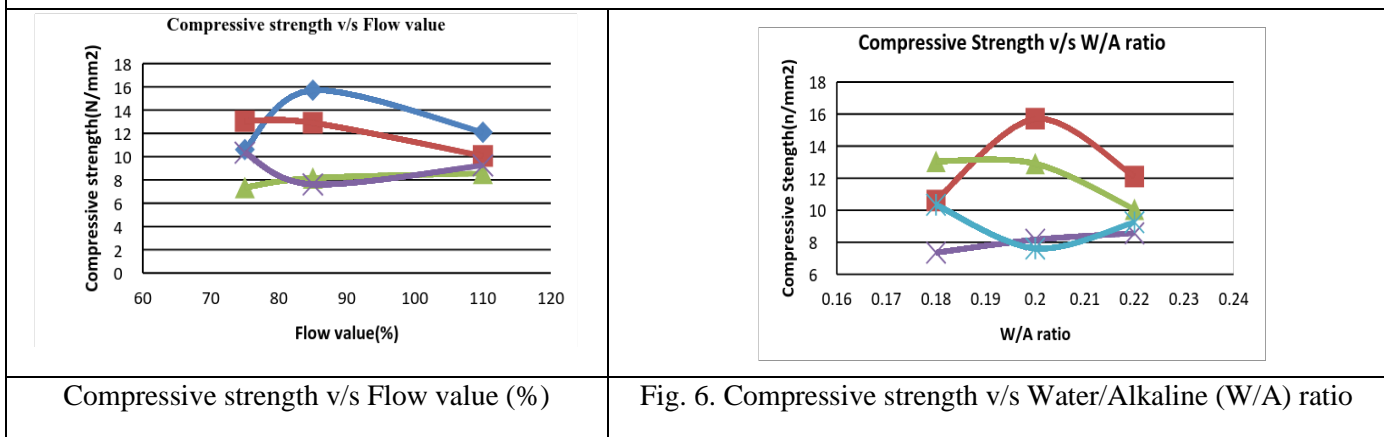 Compressive strength v/s Flow value
Compressive strength(N/mm2)
18
16
14
12
10
8
6
4
2
0
60 70 80 90 100 110 120
Flow value(%)
Compressive Strength v/s W/A ratio
Compressive Stength(n/mm2)
18
16
14
12
10
8
6
0.16 0.17 0.18 0.19 0.2 0.21 0.22 0.23 0.24
W/A ratio
Compressive strength v/s Flow value (%)
Fig. 6. Compressive strength v/s Water/Alkaline (W/A) ratio